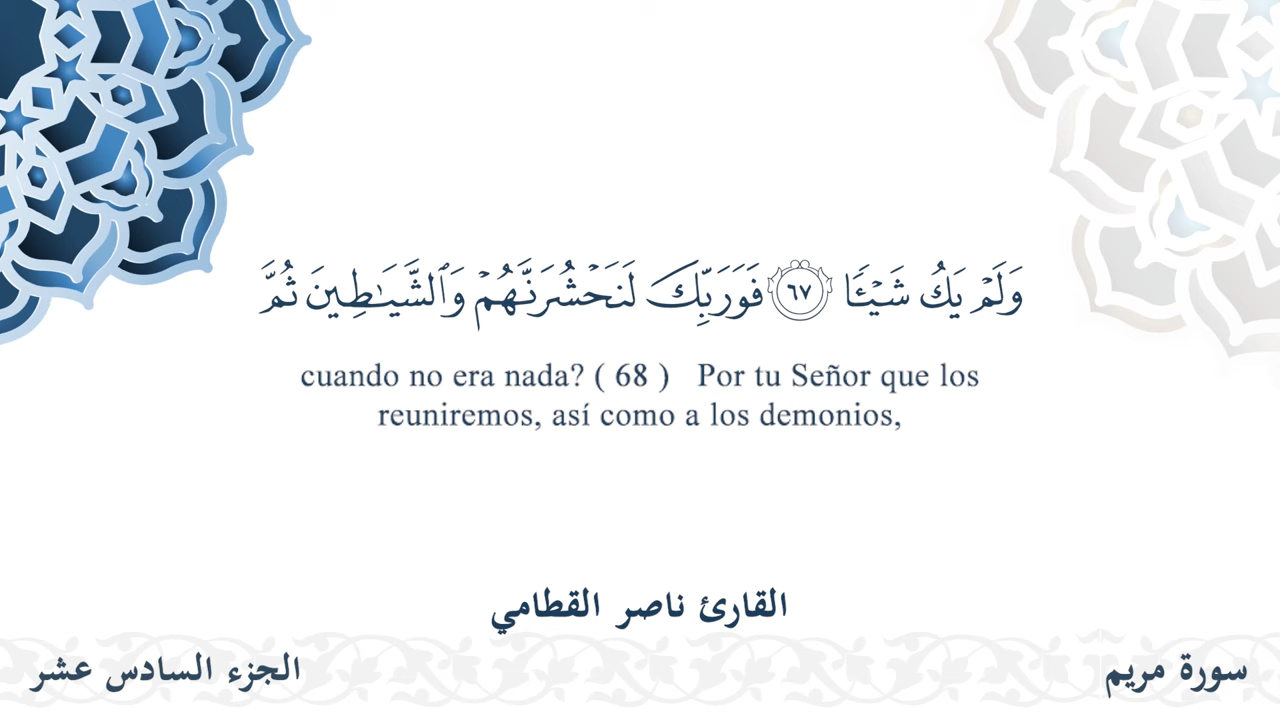 وَلَمْ يَكُ شَيْـًٔا ٦٧ فَوَرَبِّكَ لَنَحْشُرَنَّهُمْ وَٱلشَّيَـٰطِينَ ثُمَّ
cuando no era nada? ( 68 ) Por tu Señor que los
reuniremos, así como a los demonios,
القارئ ناصر القطامي
سورة مريم
الجزء السادس عشر